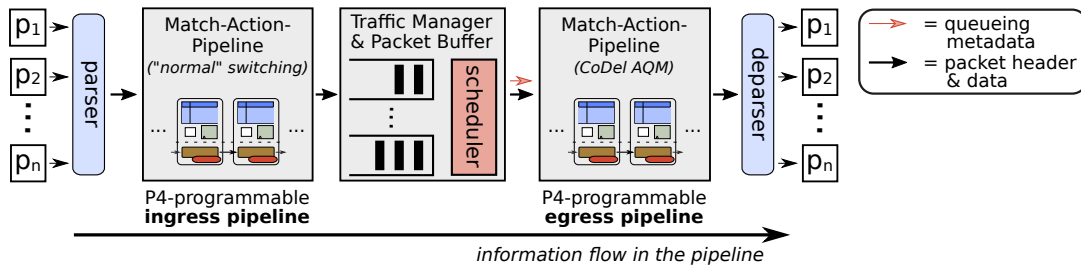 p1
p2
pn
parser
Match-Action-
Pipeline
("normal" switching)
...
...
P4-programmable
ingress pipeline
Traffic Manager
& Packet Buffer
...
scheduler
Match-Action-
Pipeline
(CoDel AQM)
...
...
P4-programmable
egress pipeline
deparser
p1
p2
pn
= queueing
metadata
= packet header
& data
information flow in the pipeline